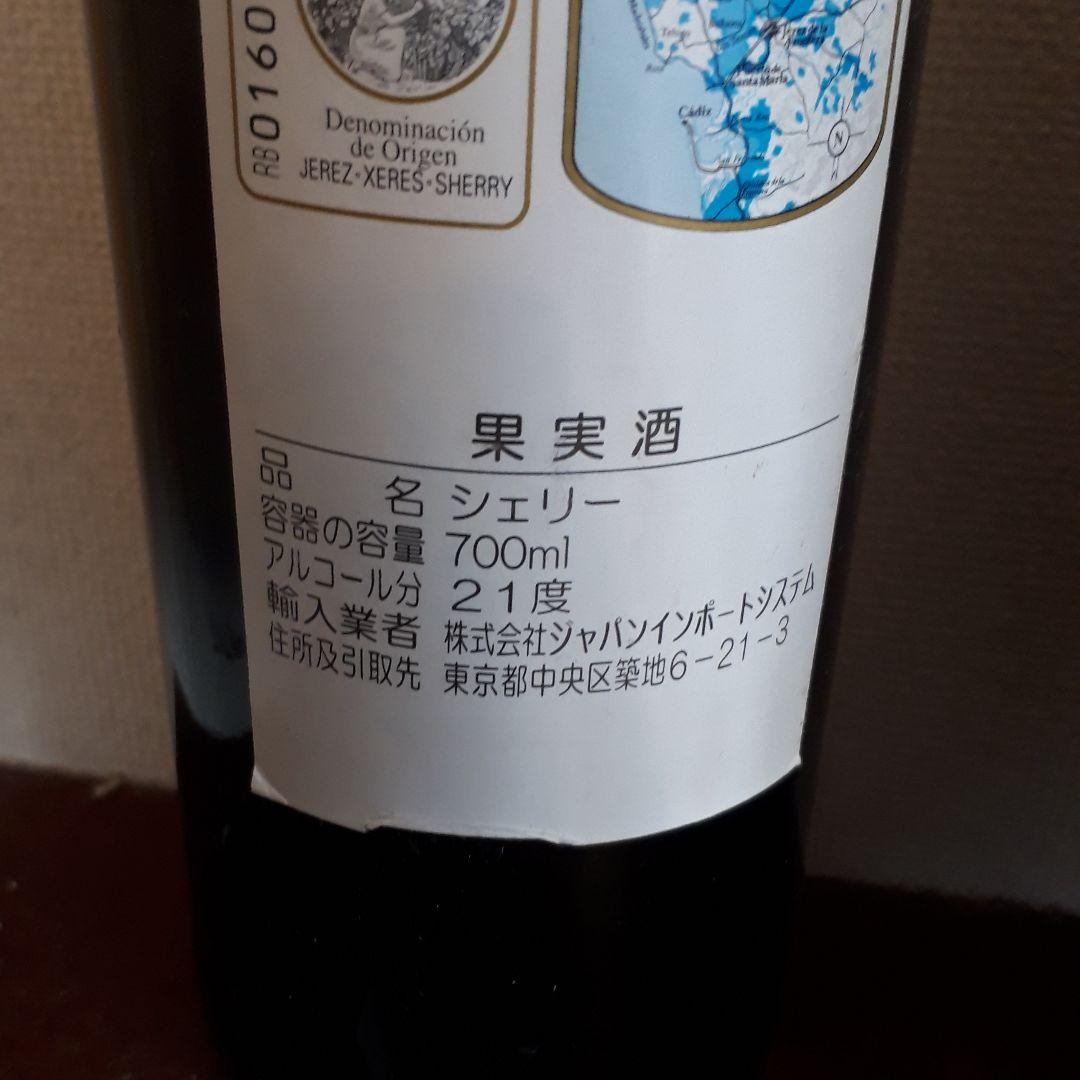 RB0160
Denominación
de Origen
JEREZ·XERES·SHERRY
Santa María
Cádiz
N
果実酒
品名 シェリー
容器の容量 700ml
アルコール分 21度
輸入業者 株式会社ジャパンインポートシステム
住所及引取先 東京都中央区築地6-21-3